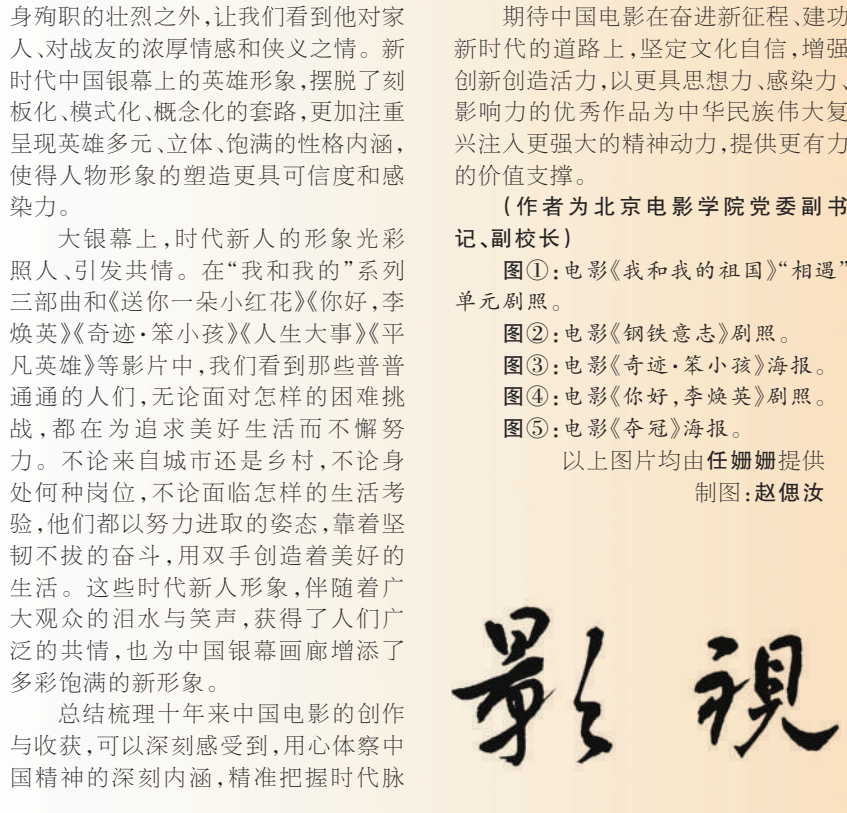 身殉职的壮烈之外，让我们看到他对家
人、对战友的浓厚情感和侠义之情。新
时代中国银幕上的英雄形象，摆脱了刻
板化、模式化、概念化的套路，更加注重
呈现英雄多元、立体、饱满的性格内涵，
使得人物形象的塑造更具可信度和感
染力。
大银幕上，时代新人的形象光彩
照人、引发共情。在“我和我的”系列
三部曲和《送你一朵小红花》《你好，李
焕英》《奇迹·笨小孩》《人生大事》《平
凡英雄》等影片中，我们看到那些普普
通通的人们，无论面对怎样的困难挑
战，都在为追求美好生活而不懈努
力。不论来自城市还是乡村，不论身
处何种岗位，不论面临怎样的生活考
验，他们都以努力进取的姿态，靠着坚
韧不拔的奋斗，用双手创造着美好的
生活。这些时代新人形象，伴随着广
大观众的泪水与笑声，获得了人们广
泛的共情，也为中国银幕画廊增添了
多彩饱满的新形象。
总结梳理十年来中国电影的创作
与收获，可以深刻感受到，用心体察中
国精神的深刻内涵，精准把握时代脉
期待中国电影在奋进新征程、建功
新时代的道路上，坚定文化自信，增强
创新创造活力，以更具思想力、感染力、
影响力的优秀作品为中华民族伟大复
兴注入更强大的精神动力，提供更有力
的价值支撑。
（作者为北京电影学院党委副书
记、副校长）
图①：电影《我和我的祖国》“相遇”
单元剧照。
图②：电影《钢铁意志》剧照。
图③：电影《奇迹·笨小孩》海报。
图④：电影《你好，李焕英》剧照。
图⑤：电影《夺冠》海报。
以上图片均由任姗姗提供
制图：赵偲汝
影视